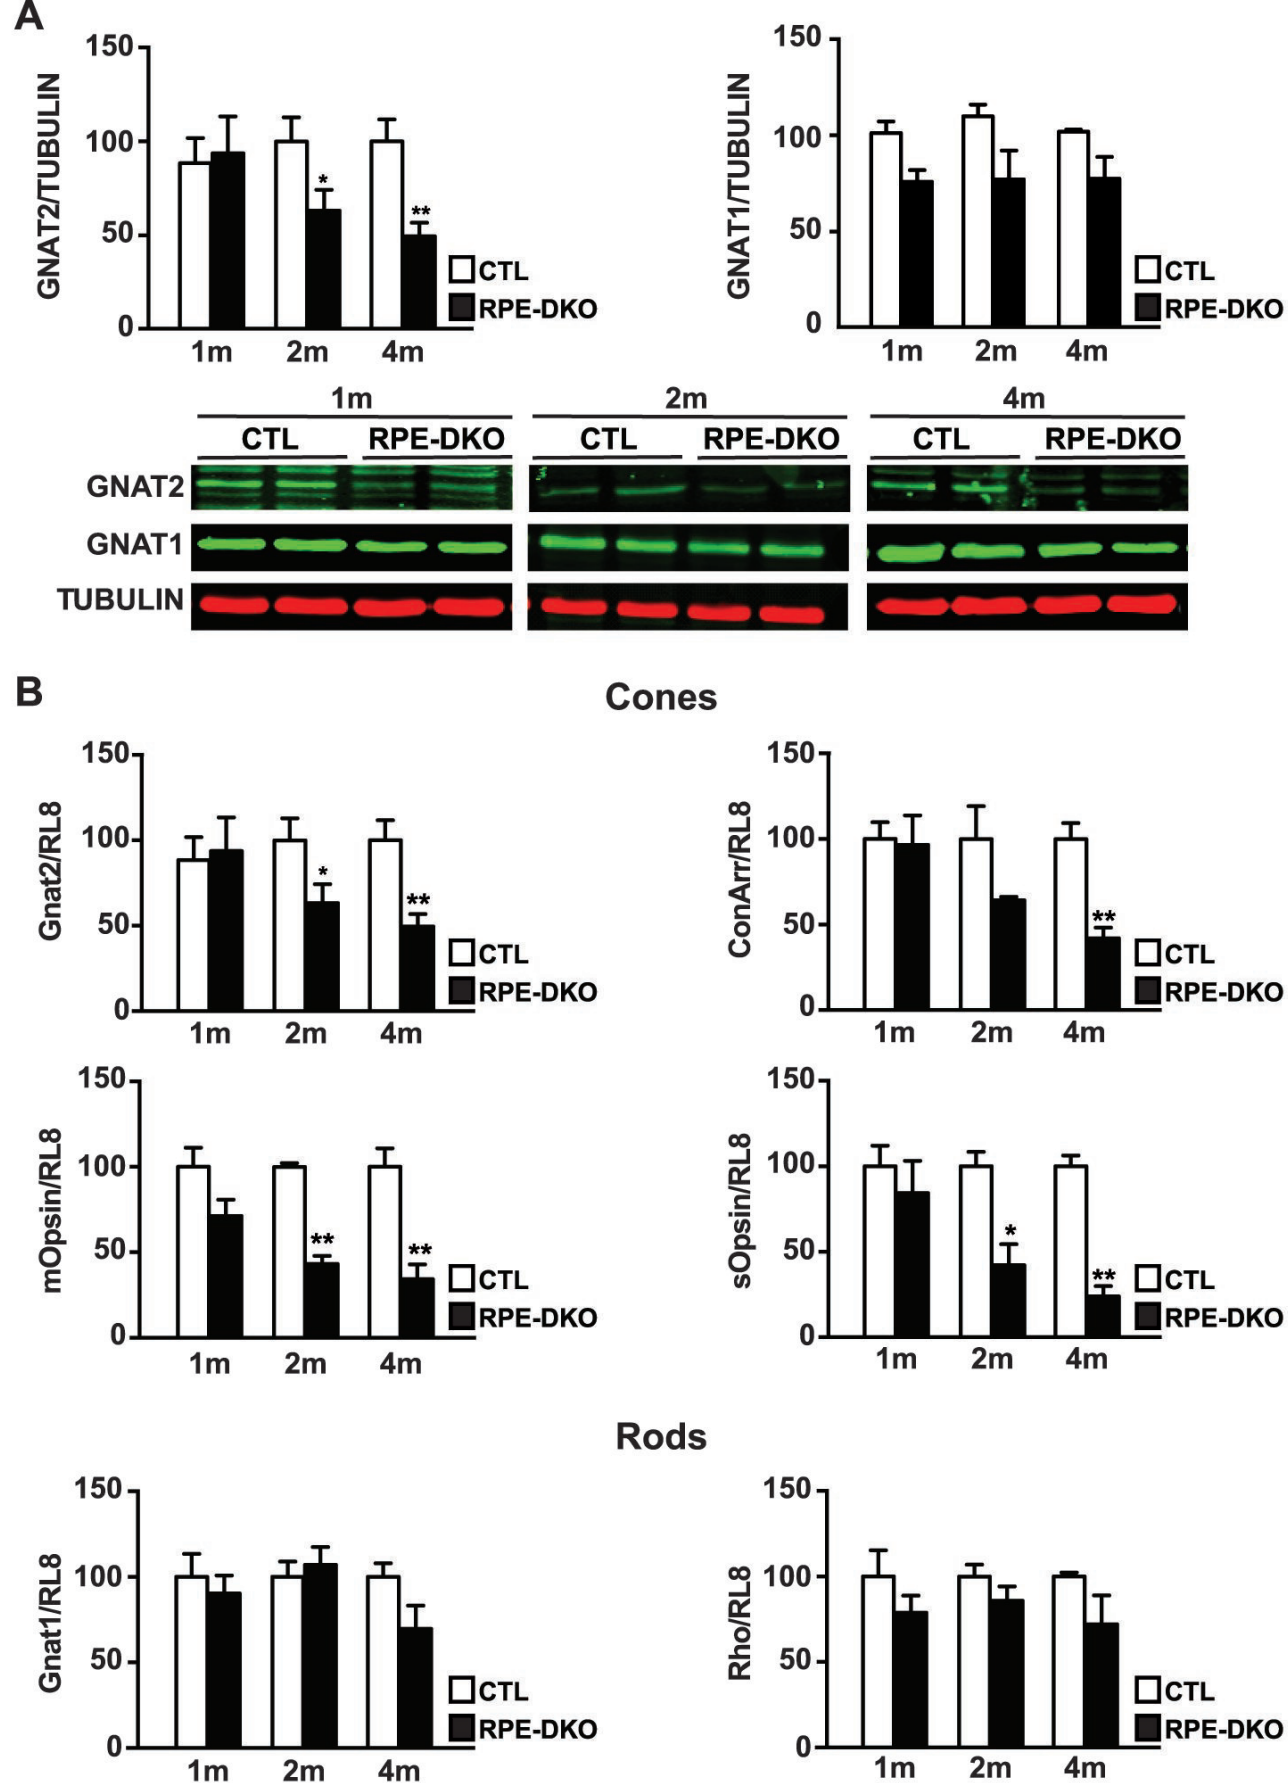 A
150
100
50
0
GNAT2/TUBULIN
*
**
CTL
RPE-DKO
1m 2m 4m
150
100
50
0
GNAT1/TUBULIN
CTL
RPE-DKO
1m 2m 4m
1m 2m 4m
CTL RPE-DKO CTL RPE-DKO CTL RPE-DKO
GNAT2
GNAT1
TUBULIN
B
Cones
150
100
50
0
Gnat2/RL8
*
**
CTL
RPE-DKO
1m 2m 4m
150
100
50
0
ConArr/RL8
**
CTL
RPE-DKO
1m 2m 4m
150
100
50
0
mOpsin/RL8
**
**
CTL
RPE-DKO
1m 2m 4m
150
100
50
0
sOpsin/RL8
*
**
CTL
RPE-DKO
1m 2m 4m
Rods
150
100
50
0
Gnat1/RL8
CTL
RPE-DKO
1m 2m 4m
150
100
50
0
Rho/RL8
CTL
RPE-DKO
1m 2m 4m